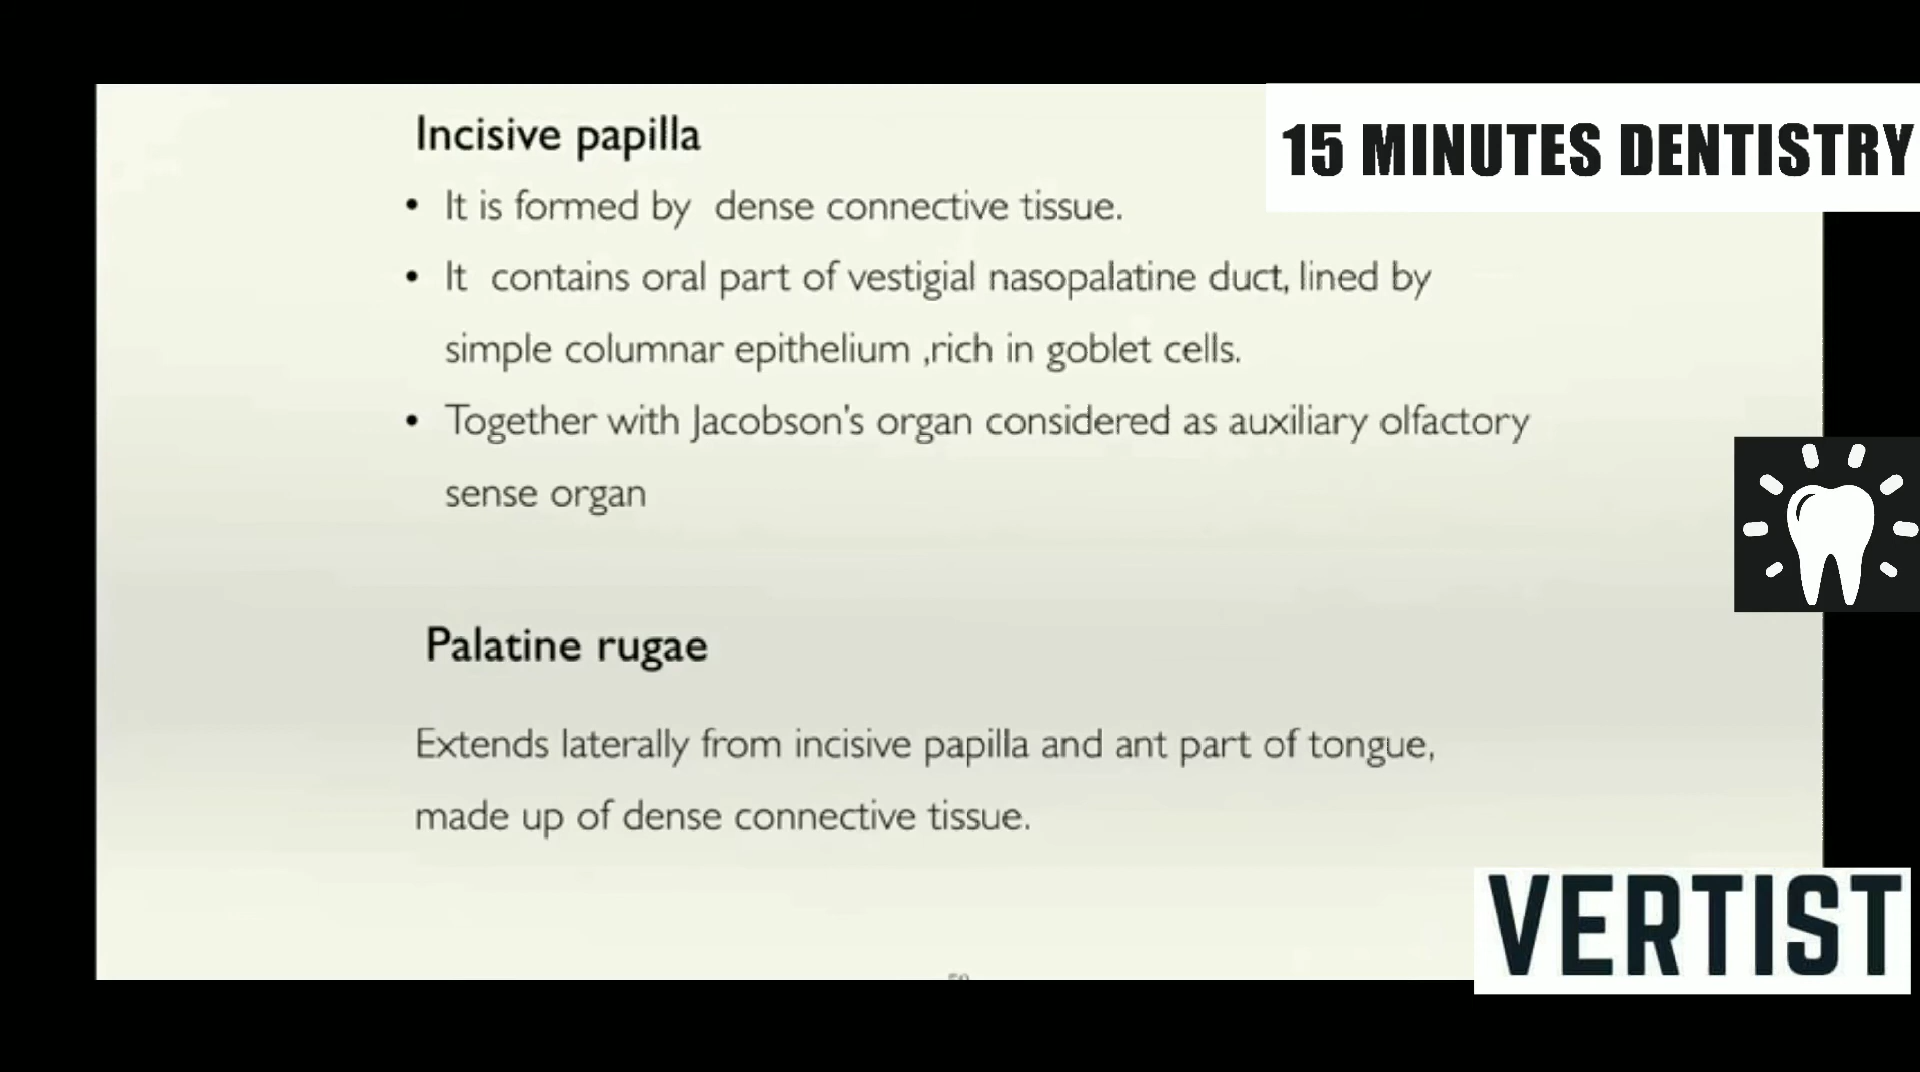 Incisive papilla
15 MINUTES DENTISTRY
• It is formed by dense connective tissue.
• It contains oral part of vestigial nasopalatine duct, lined by
simple columnar epithelium ,rich in goblet cells.
• Together with Jacobson's organ considered as auxiliary olfactory
sense organ
Palatine rugae
Extends laterally from incisive papilla and ant part of tongue,
made up of dense connective tissue.
VERTIST